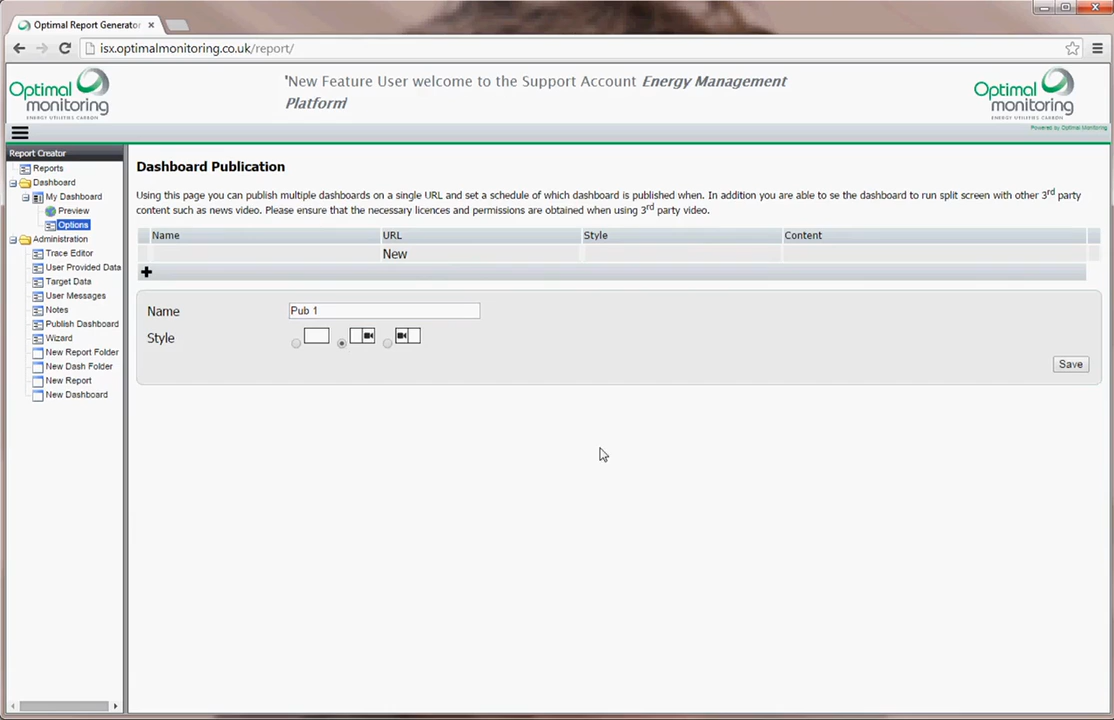 Optimal Report Generator
isx.optimalmonitoring.co.uk/report/
Optimal
monitoring
ENERGY UTILITIES CARBON
'New Feature User welcome to the Support Account Energy Management
Platform'
Optimal
monitoring
ENERGY UTILITIES CARBON
Powered by Optimal Monitoring
Report Creator
Reports
Dashboard
My Dashboard
Preview
Options
Administration
Trace Editor
User Provided Data
Target Data
User Messages
Notes
Publish Dashboard
Wizard
New Report Folder
New Dash Folder
New Report
New Dashboard
Dashboard Publication
Using this page you can publish multiple dashboards on a single URL and set a schedule of which dashboard is published when. In addition you are able to se the dashboard to run split screen with other 3rd party
content such as news video. Please ensure that the necessary licences and permissions are obtained when using 3rd party video.
Name URL Style Content
New
Name Pub 1
Style
Save